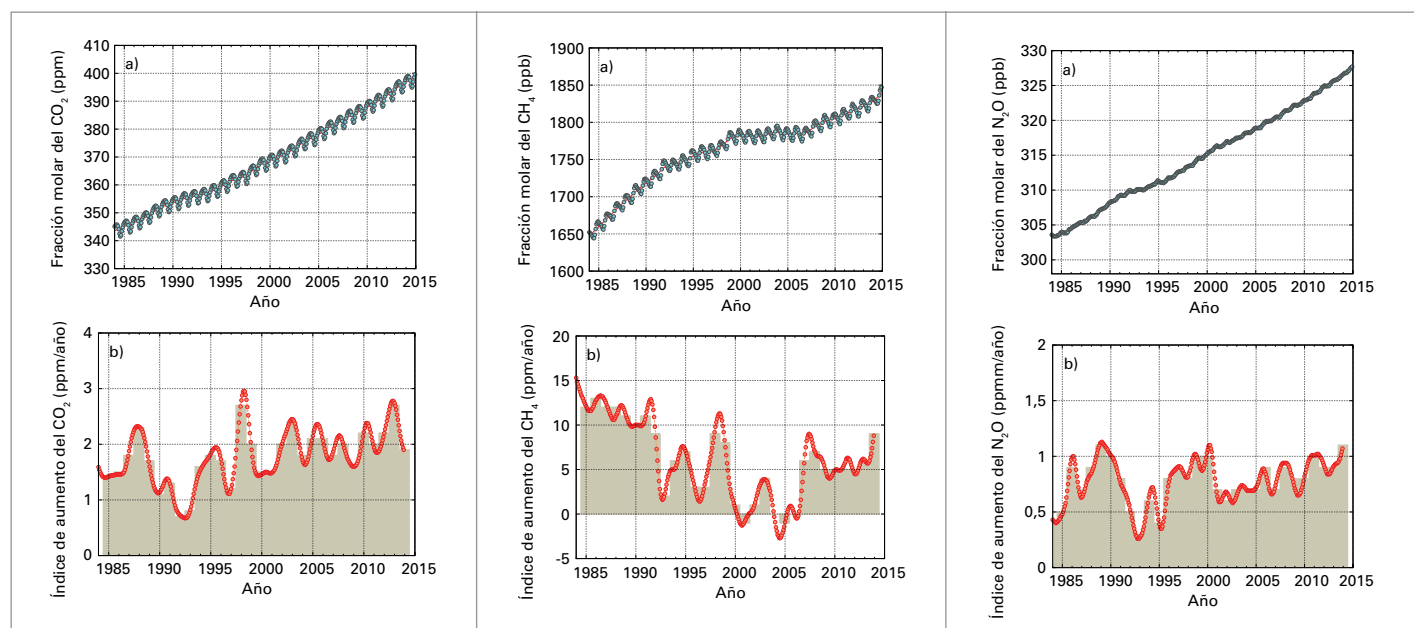 410
400
390
380
370
360
350
340
330
Fracción molar del CO2 (ppm)
a)
1985 1990 1995 2000 2005 2010 2015
Año
4
3
2
1
0
Índice de aumento del CO2 (ppm/año)
b)
1985 1990 1995 2000 2005 2010 2015
Año
1900
1850
1800
1750
1700
1650
1600
Fracción molar del CH4 (ppb)
a)
1985 1990 1995 2000 2005 2010 2015
Año
20
15
10
5
0
-5
Índice de aumento del CH4 (ppm/año)
b)
1985 1990 1995 2000 2005 2010 2015
Año
330
325
320
315
310
305
300
Fracción molar del N2O (ppb)
a)
1985 1990 1995 2000 2005 2010 2015
Año
2
1,5
1
0,5
0
Índice de aumento del N2O (ppmm/año)
b)
1985 1990 1995 2000 2005 2010 2015
Año